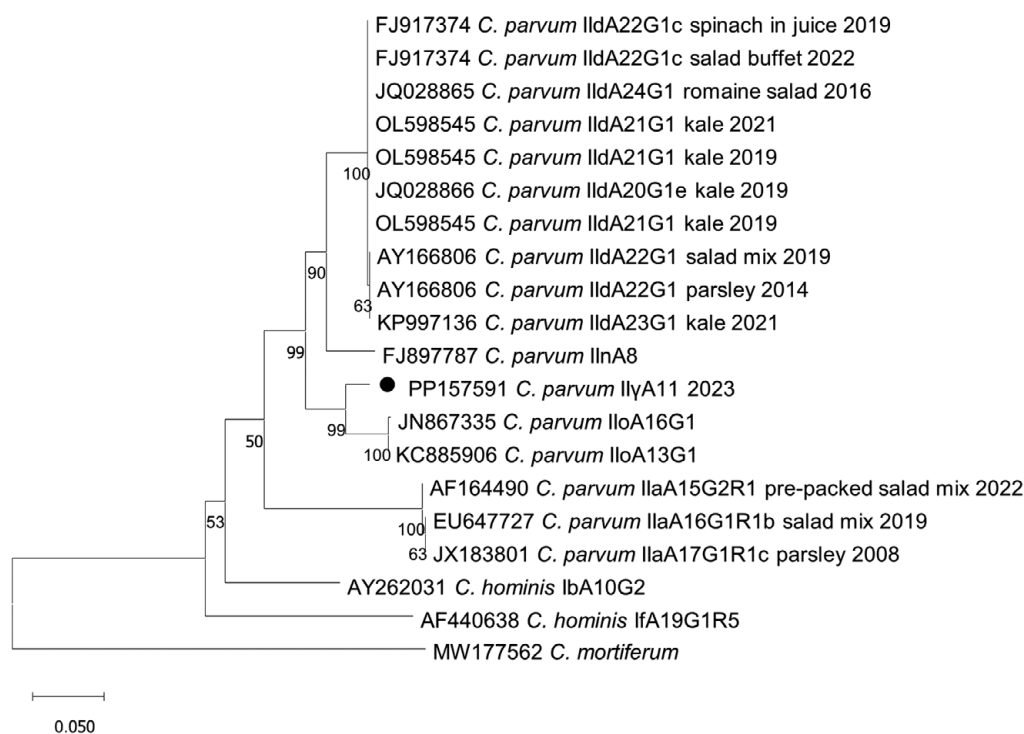 FJ917374 C. parvum IIdA22G1c spinach in juice 2019
FJ917374 C. parvum IIdA22G1c salad buffet 2022
JQ028865 C. parvum IIdA24G1 romaine salad 2016
OL598545 C. parvum IIdA21G1 kale 2021
OL598545 C. parvum IIdA21G1 kale 2019
100
JQ028866 C. parvum IIdA20G1e kale 2019
OL598545 C. parvum IIdA21G1 kale 2019
AY166806 C. parvum IIdA22G1 salad mix 2019
90
AY166806 C. parvum IIdA22G1 parsley 2014
63
KP997136 C. parvum IIdA23G1 kale 2021
99
FJ897787 C. parvum IInA8
PP157591 C. parvum IIγA11 2023
JN867335 C. parvum IIoA16G1
99
50
100
KC885906 C. parvum IIoA13G1
AF164490 C. parvum IIaA15G2R1 pre-packed salad mix 2022
53
EU647727 C. parvum IIaA16G1R1b salad mix 2019
100
63
JX183801 C. parvum IIaA17G1R1c parsley 2008
AY262031 C. hominis IbA10G2
AF440638 C. hominis IfA19G1R5
MW177562 C. mortiferum
0.050